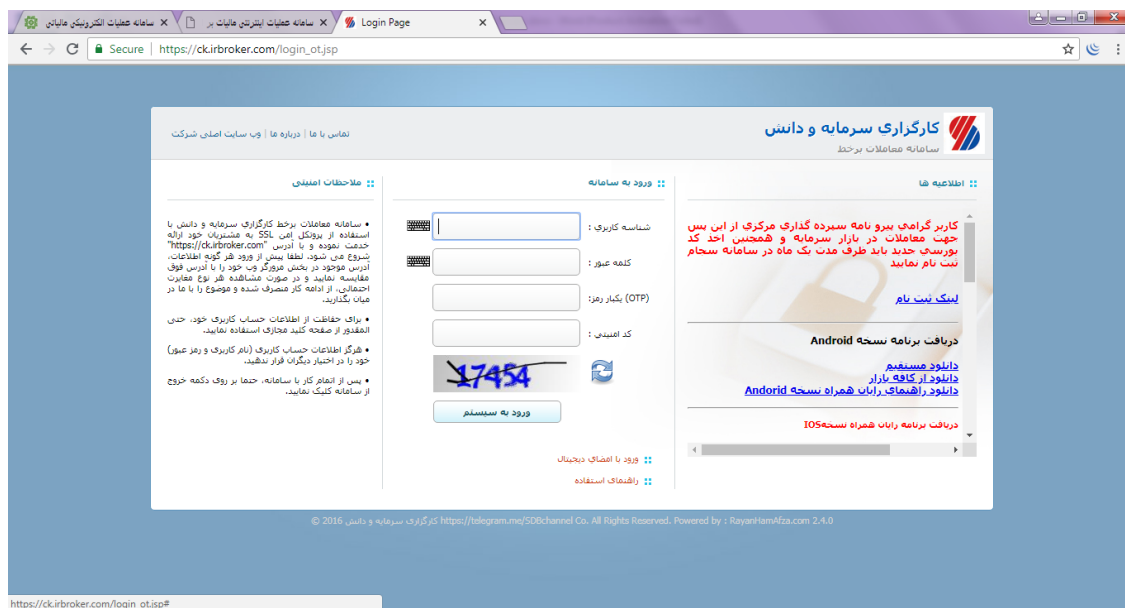 سامانه عملیات الکترونیکي مالیاتي
سامانه عملیات اینترنتي مالیات بر
Login Page
Secure
https://ck.irbroker.com/login_ot.jsp
کارگزاري سرمایه و دانش
سامانه معاملات برخط
تماس با ما | درباره ما | وب سایت اصلی شرکت
اطلاعیه ها
کاربر گرامی پیرو نامه سپرده گذاري مرکزي از این پس
جهت معاملات در بازار سرمایه و همچنین اخذ کد
بورسي جدید باید ظرف مدت یک ماه در سامانه سجام
ثبت نام نمایید
لینک ثبت نام
دریافت برنامه نسخه Android
دانلود مستقیم
دانلود از کافه بازار
دانلود راهنمای رایان همراه نسخه Andorid
دریافت برنامه رایان همراه نسخهIOS
ورود به سامانه
شناسه کاربري :
کلمه عبور :
(OTP) یکبار رمز:
کد امنیتی :
17454
ورود به سیستم
ورود با امضاي دیجیتال
راهنمای استفاده
ملاحظات امنیتی
• سامانه معاملات برخط کارگزاري سرمایه و دانش با
استفاده از پروتکل امن SSL به مشتریان خود ارائه
خدمت نموده و با آدرس "https://ck.irbroker.com"
شروع می شود. لطفا پیش از ورود هر گونه اطلاعات،
آدرس موجود در بخش مرورگر وب خود را با آدرس فوق
مقایسه نمایید و در صورت مشاهده هر نوع مغایرت
احتمالی، از ادامه کار منصرف شده و موضوع را با ما در
میان بگذارید.
• برای حفاظت از اطلاعات حساب کاربری خود، حتی
المقدور از صفحه کلید مجازی استفاده نمایید.
• هرگز اطلاعات حساب کاربری (نام کاربری و رمز عبور)
خود را در اختیار دیگران قرار ندهید.
• پس از اتمام کار با سامانه، حتما بر روی دکمه خروج
از سامانه کلیک نمایید.
© 2016 کارگزاری سرمایه و دانش https://telegram.me/SDBchannel Co. All Rights Reserved. Powered by : RayanHamAfza.com 2.4.0
https://ck.irbroker.com/login_ot.jsp#